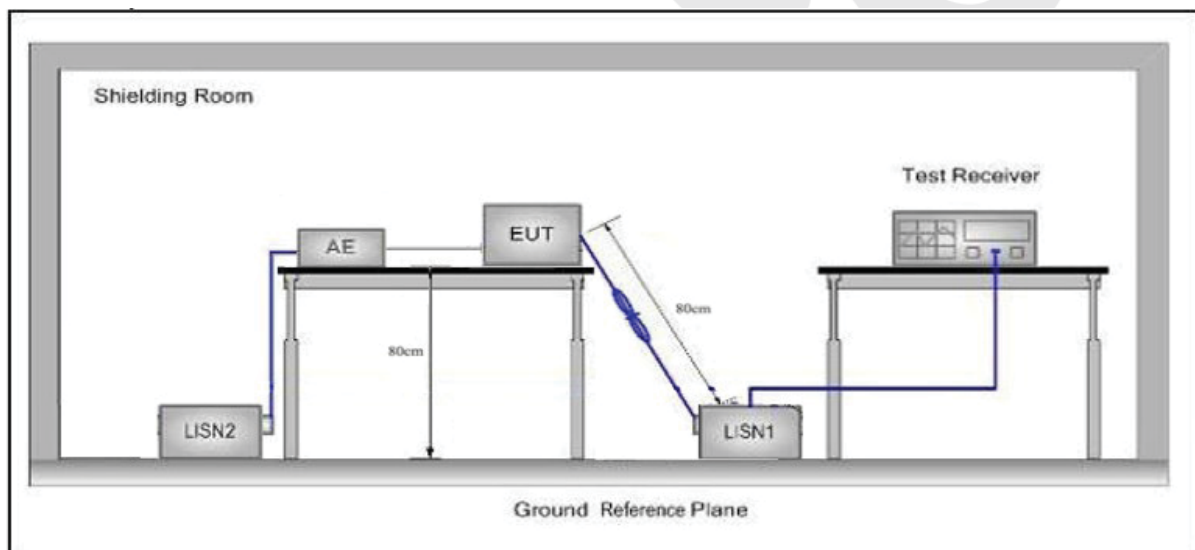 Shielding Room
Test Receiver
AE
EUT
80cm
80cm
LISN2
LISN1
Ground Reference Plane